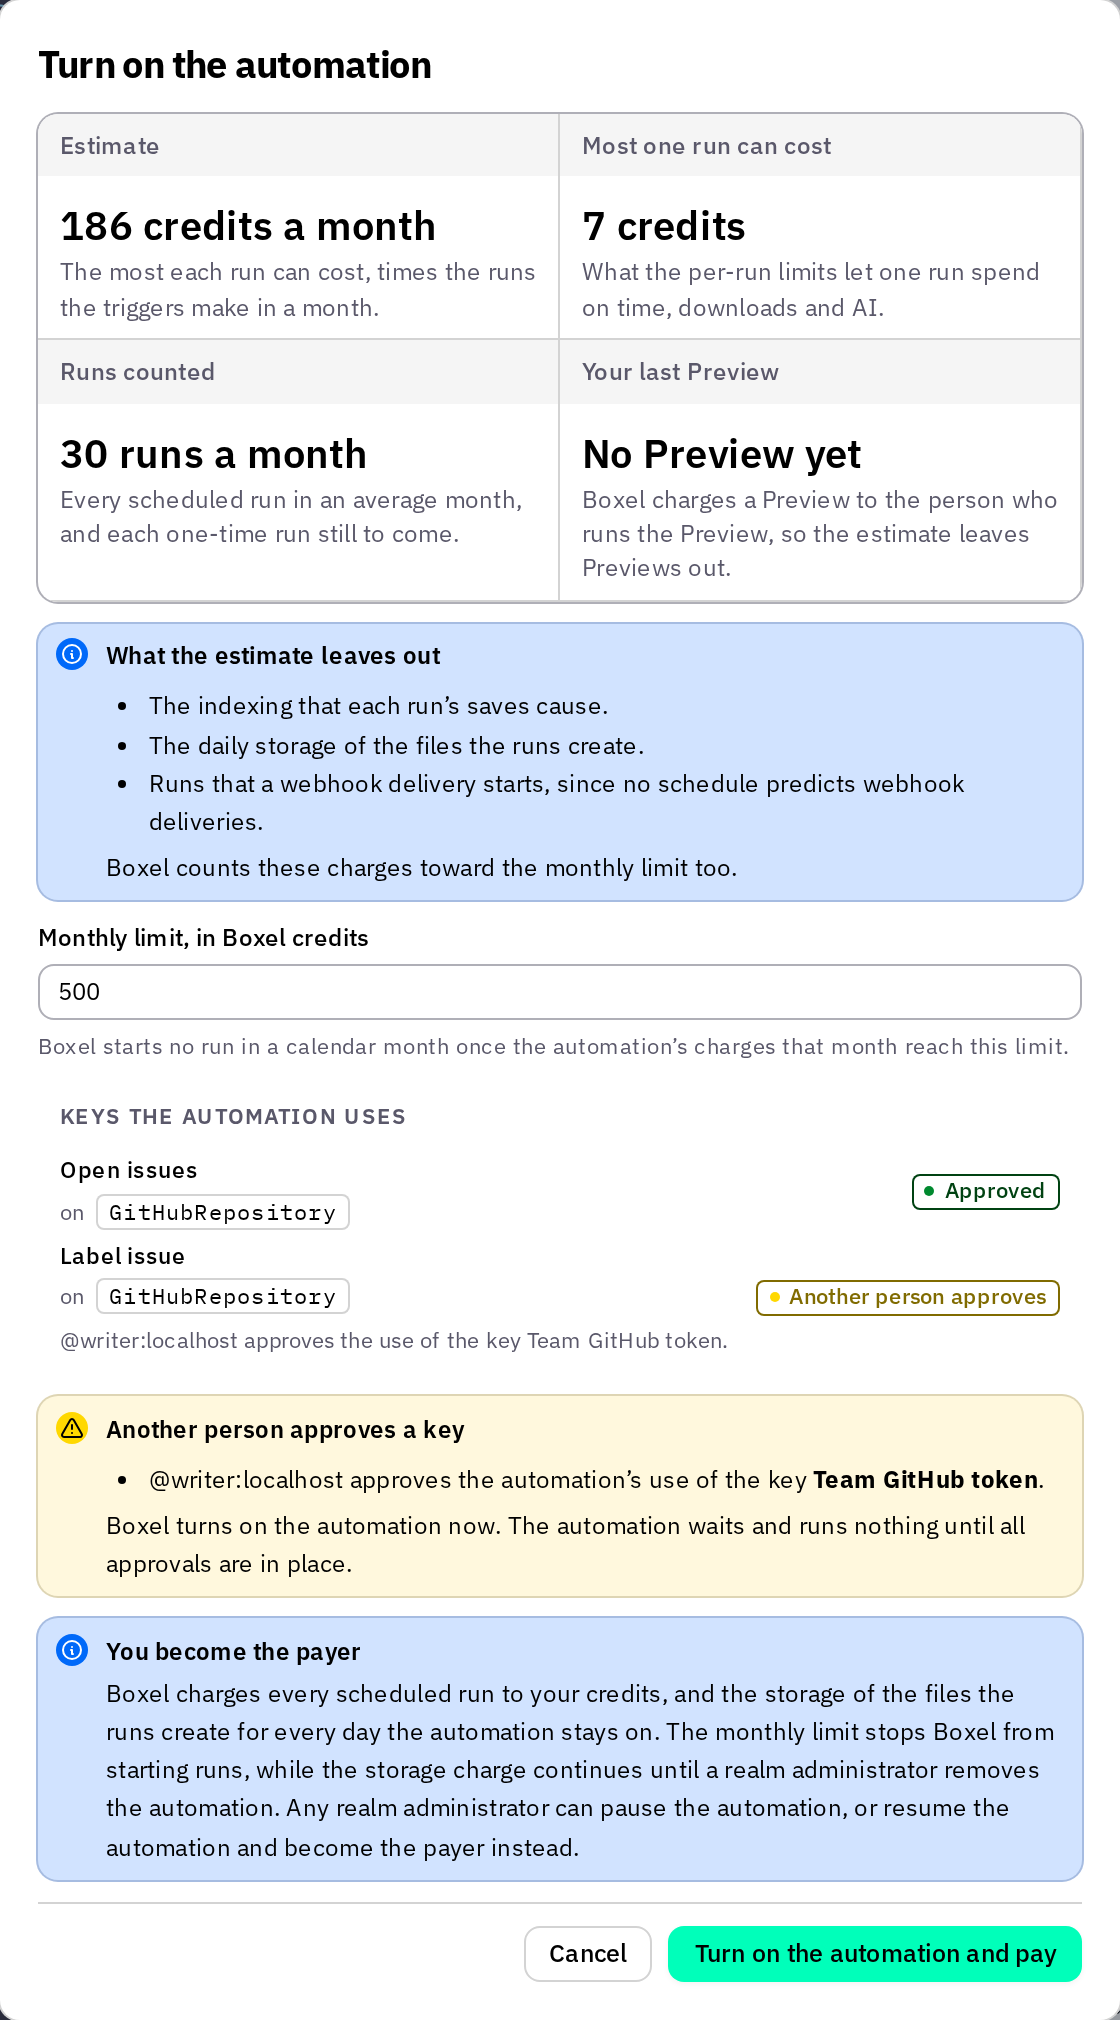 Turn on the automation
Estimate
186 credits a month
The most each run can cost, times the runs
the triggers make in a month.
Most one run can cost
7 credits
What the per-run limits let one run spend
on time, downloads and AI.
Runs counted
30 runs a month
Every scheduled run in an average month,
and each one-time run still to come.
Your last Preview
No Preview yet
Boxel charges a Preview to the person who
runs the Preview, so the estimate leaves
Previews out.
What the estimate leaves out
• The indexing that each run’s saves cause.
• The daily storage of the files the runs create.
• Runs that a webhook delivery starts, since no schedule predicts webhook
deliveries.
Boxel counts these charges toward the monthly limit too.
Monthly limit, in Boxel credits
500
Boxel starts no run in a calendar month once the automation’s charges that month reach this limit.
KEYS THE AUTOMATION USES
Open issues
on GitHubRepository
Approved
Label issue
on GitHubRepository
Another person approves
@writer:localhost approves the use of the key Team GitHub token.
Another person approves a key
• @writer:localhost approves the automation’s use of the key Team GitHub token.
Boxel turns on the automation now. The automation waits and runs nothing until all
approvals are in place.
You become the payer
Boxel charges every scheduled run to your credits, and the storage of the files the
runs create for every day the automation stays on. The monthly limit stops Boxel from
starting runs, while the storage charge continues until a realm administrator removes
the automation. Any realm administrator can pause the automation, or resume the
automation and become the payer instead.
Cancel
Turn on the automation and pay